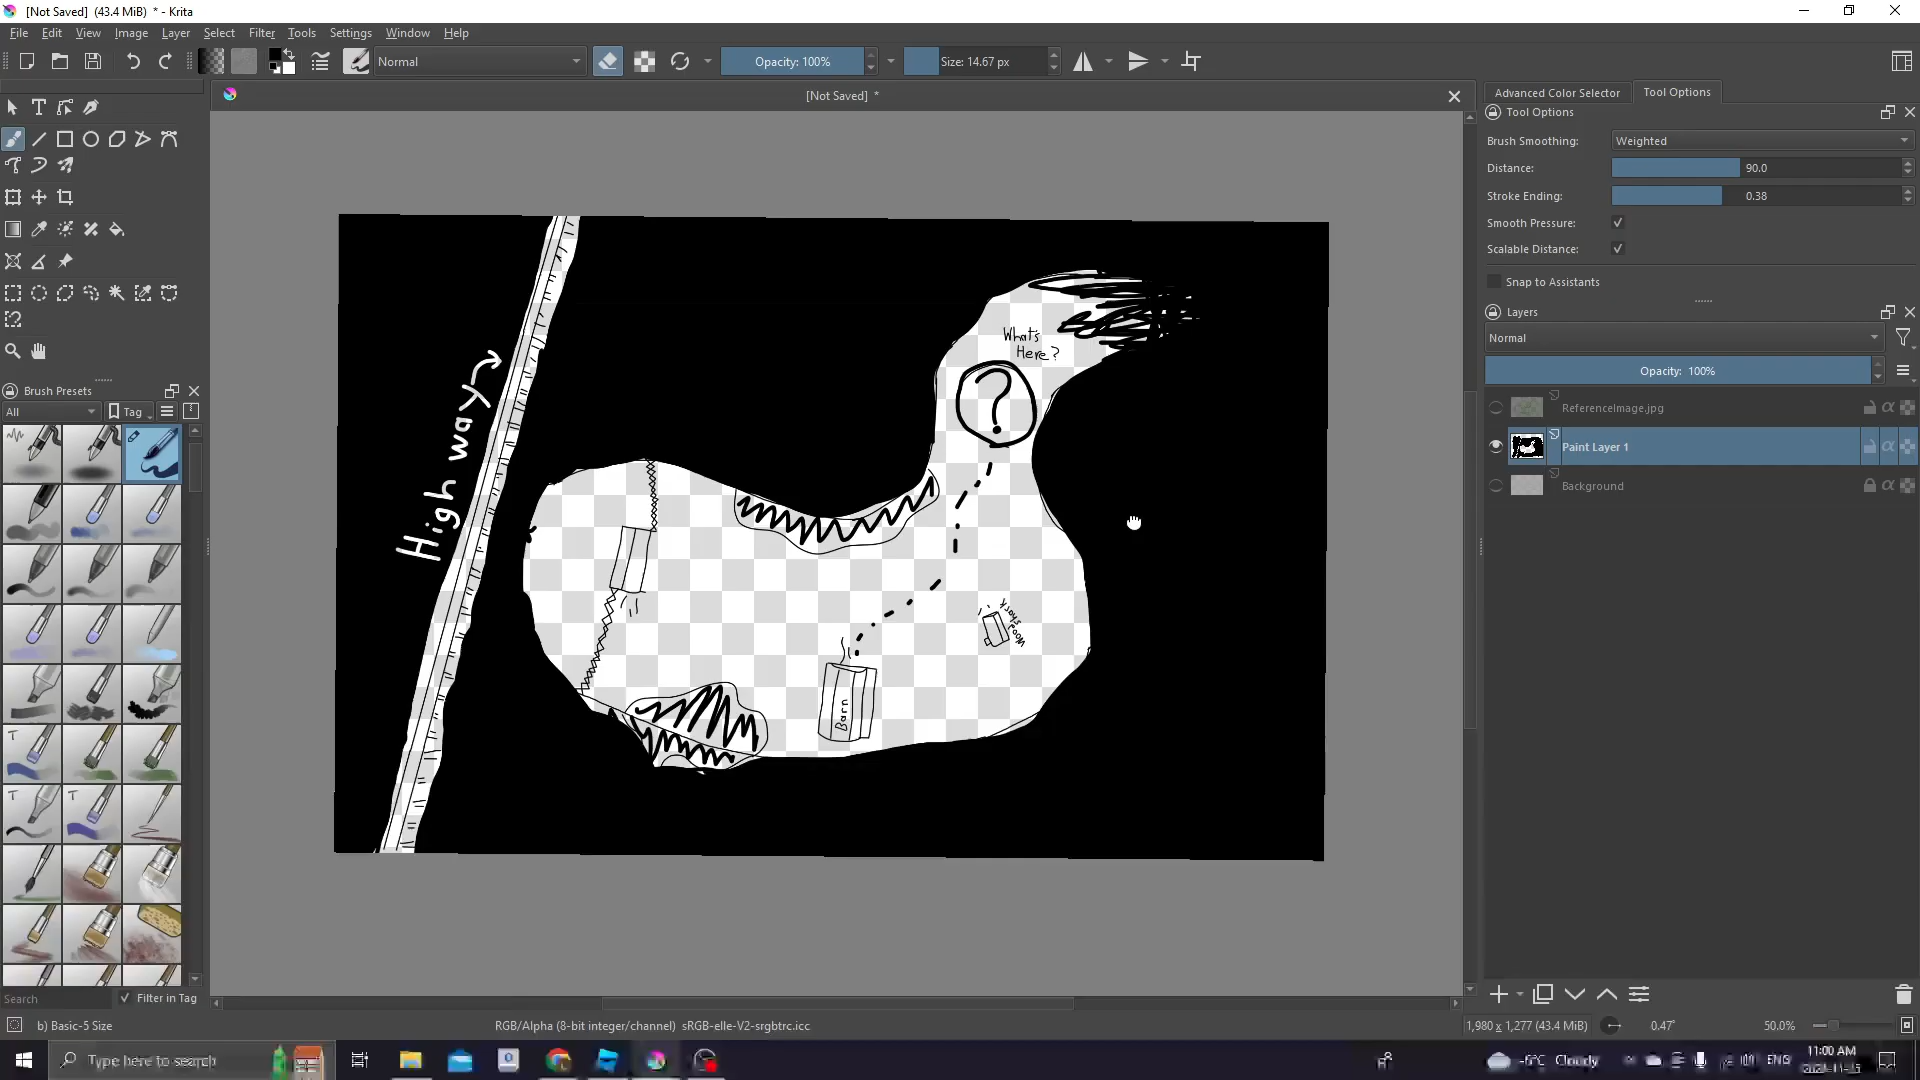 [Not Saved]  (43.4 MiB)  * - Krita
File Edit View Image Layer Select Filter Tools Settings Window Help
Normal
Opacity: 100%
Size: 14.67 px
[Not Saved]  *
Advanced Color Selector
Tool Options
Tool Options
Brush Smoothing:
Weighted
Distance:
90.0
Stroke Ending:
0.38
Smooth Pressure:
Scalable Distance:
Snap to Assistants
Layers
Normal
Opacity:  100%
ReferenceImage.jpg
Paint Layer 1
Background
Brush Presets
All
Tag
T
T
T
Search
Filter in Tag
High way
What's
Here?
?
Barn
Wood
shack
b) Basic-5 Size
RGB/Alpha (8-bit integer/channel)  sRGB-elle-V2-srgbtrc.icc
1,980 x 1,277 (43.4 MiB)
0.47°
50.0%
Type here to search
-6°C  Cloudy
ENG
11:00 AM